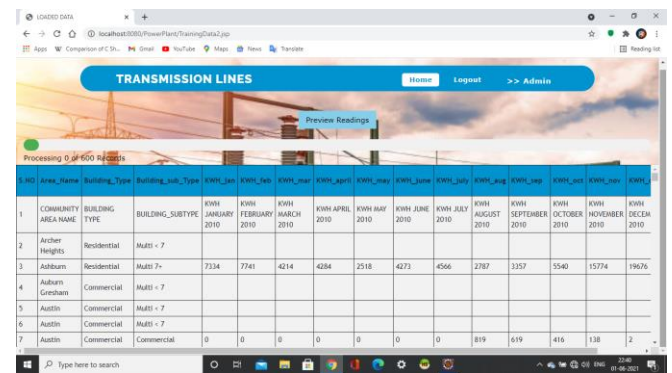 LOADED DATA
localhost:8080/PowerPlant/TrainingData2.jsp
Apps Comparison of C Sh... Gmail YouTube Maps News Translate Reading list
TRANSMISSION LINES Home Logout >> Admin
Preview Readings
Processing 0 of 600 Records
S.NO Area_Name Building_Type Building_sub_Type KWH_jan KWH_feb KWH_mar KWH_april KWH_may KWH_june KWH_july KWH_aug KWH_sep KWH_oct KWH_nov
1 COMMUNITY AREA NAME BUILDING TYPE BUILDING_SUBTYPE KWH JANUARY 2010 KWH FEBRUARY 2010 KWH MARCH 2010 KWH APRIL 2010 KWH MAY 2010 KWH JUNE 2010 KWH JULY 2010 KWH AUGUST 2010 KWH SEPTEMBER 2010 KWH OCTOBER 2010 KWH NOVEMBER 2010 KWH DECEM 2010
2 Archer Heights Residential Multi < 7
3 Ashburn Residential Multi 7+ 7334 7741 4214 4284 2518 4273 4566 2787 3357 5540 15774 19676
4 Auburn Gresham Commercial Multi < 7
5 Austin Commercial Multi < 7
6 Austin Commercial Multi < 7
7 Austin Commercial Commercial 0 0 0 0 0 0 0 819 619 416 138 2
Type here to search ENG 22:40
01-06-2021